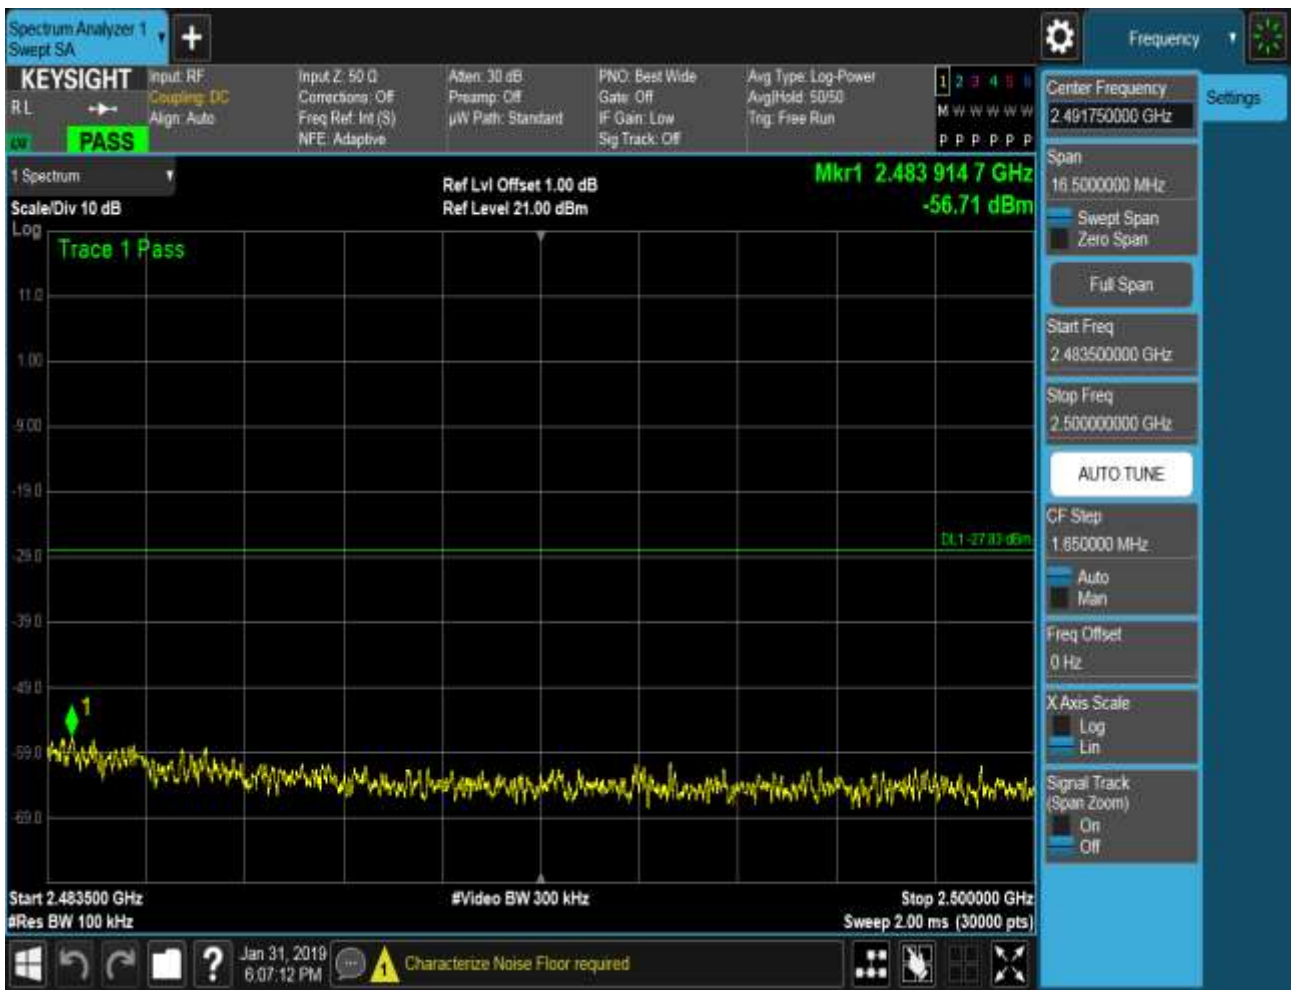 Spectrum Analyzer 1
Swept SA
Frequency
KEYSIGHT
R L
PASS
Input: RF
Coupling: DC
Align: Auto
Input Z: 50 Ω
Corrections: Off
Freq Ref: Int (S)
NFE: Adaptive
Atten: 30 dB
Preamp: Off
µW Path: Standard
PNO: Best Wide
Gate: Off
IF Gain: Low
Sig Track: Off
Avg Type: Log-Power
Avg|Hold: 50/50
Trig: Free Run
1 2 3 4 5 6
M W W W W W
P P P P P P
1 Spectrum
Scale/Div 10 dB
Log
Ref Lvl Offset 1.00 dB
Ref Level 21.00 dBm
Mkr1 2.483 914 7 GHz
-56.71 dBm
Trace 1 Pass
11.0
1.00
-9.00
-19.0
-29.0
-39.0
-49.0
-59.0
-69.0
DL1 -27.83 dBm
1
Start 2.483500 GHz
#Res BW 100 kHz
#Video BW 300 kHz
Stop 2.500000 GHz
Sweep 2.00 ms (30000 pts)
Center Frequency
2.491750000 GHz
Settings
Span
16.5000000 MHz
Swept Span
Zero Span
Full Span
Start Freq
2.483500000 GHz
Stop Freq
2.500000000 GHz
AUTO TUNE
CF Step
1.650000 MHz
Auto
Man
Freq Offset
0 Hz
X Axis Scale
Log
Lin
Signal Track
(Span Zoom)
On
Off
?
Jan 31, 2019
6:07:12 PM
1
Characterize Noise Floor required